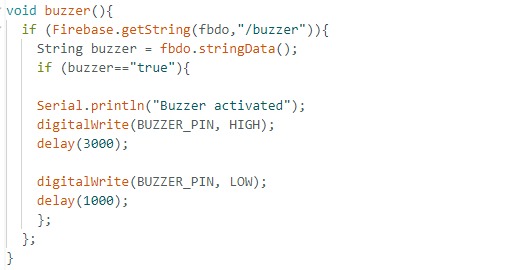 void buzzer(){
if (Firebase.getString(fbdo,"/buzzer")){
String buzzer = fbdo.stringData();
if (buzzer=="true"){
Serial.println("Buzzer activated");
digitalWrite(BUZZER_PIN, HIGH);
delay(3000);
digitalWrite(BUZZER_PIN, LOW);
delay(1000);
};
};
}